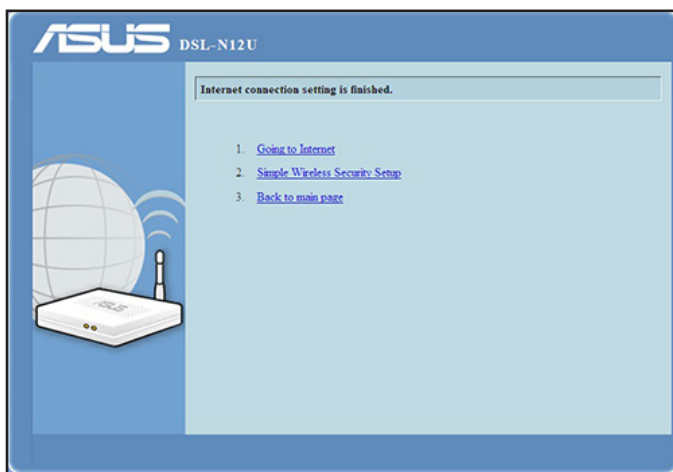 ASUS DSL-N12U
Internet connection setting is finished.
1. Going to Internet
2. Simple Wireless Security Setup
3. Back to main page
ASUS